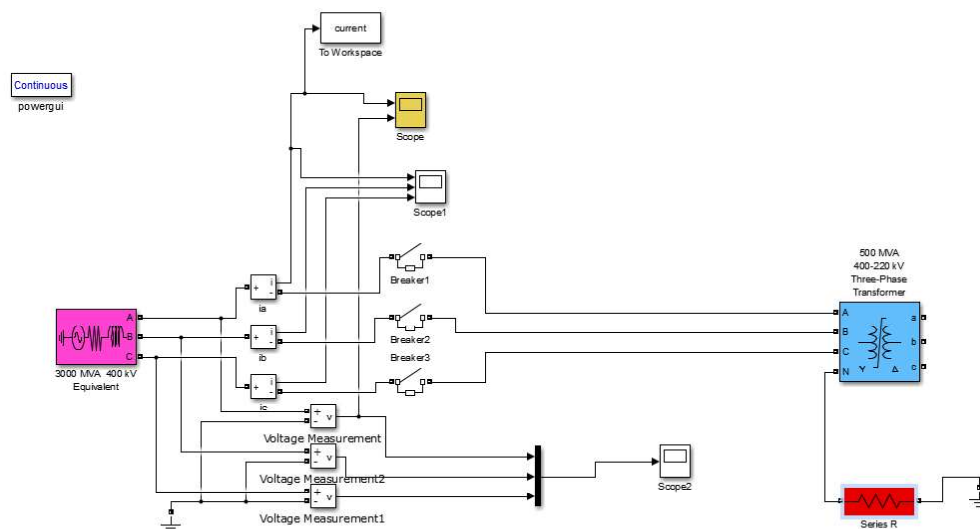 current
To Workspace
Continuous
powergui
Scope
Scope1
500 MVA
400-220 kV
Three-Phase
Transformer
Breaker1
+
i
-
ia
A
B
C
3000 MVA 400 kV
Equivalent
+
i
-
ib
Breaker2
Breaker3
+
i
-
ic
A
B
C
N
a
b
c
Y
Δ
+
-
v
Voltage Measurement
+
-
v
Voltage Measurement2
+
-
v
Voltage Measurement1
Scope2
Series R